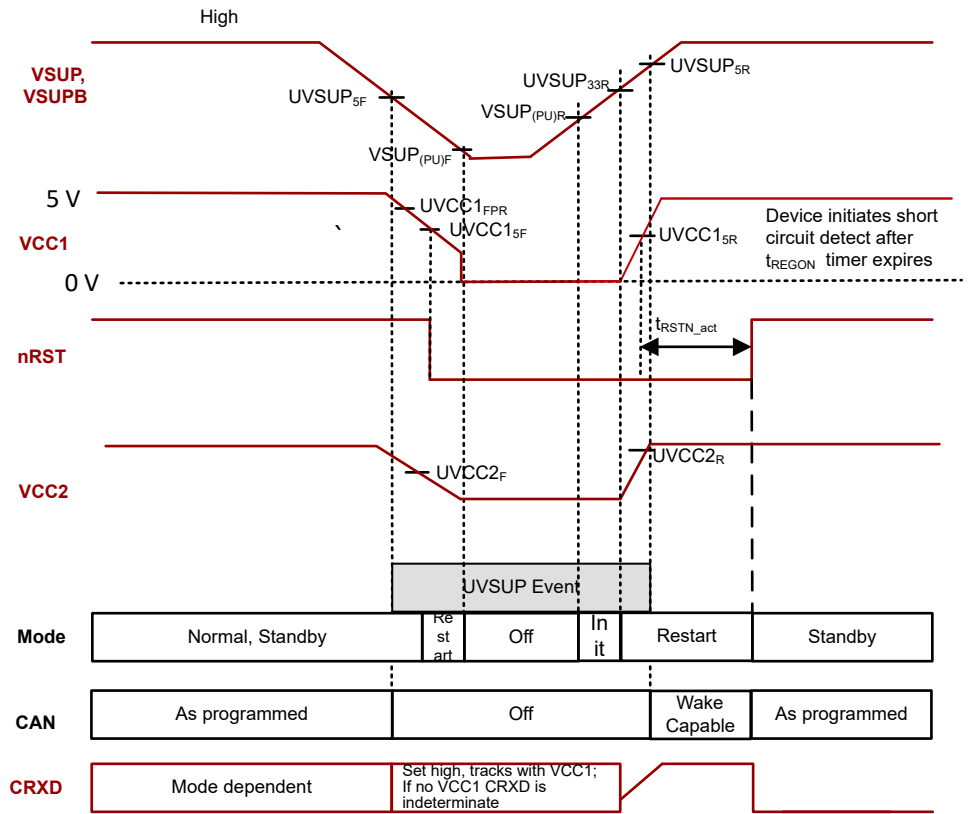 High
VSUP,
VSUPB
UVSUP5F
VSUP(PU)F
VSUP(PU)R
UVSUP33R
UVSUP5R
5 V
VCC1
0 V
`
UVCC1FPR
UVCC15F
UVCC15R
Device initiates short
circuit detect after
tREGON timer expires
nRST
tRSTN_act
VCC2
UVCC2F
UVCC2R
UVSUP Event
Mode
Normal, Standby
Re
st
art
Off
In
it
Restart
Standby
CAN
As programmed
Off
Wake
Capable
As programmed
CRXD
Mode dependent
Set high, tracks with VCC1;
If no VCC1 CRXD is
indeterminate